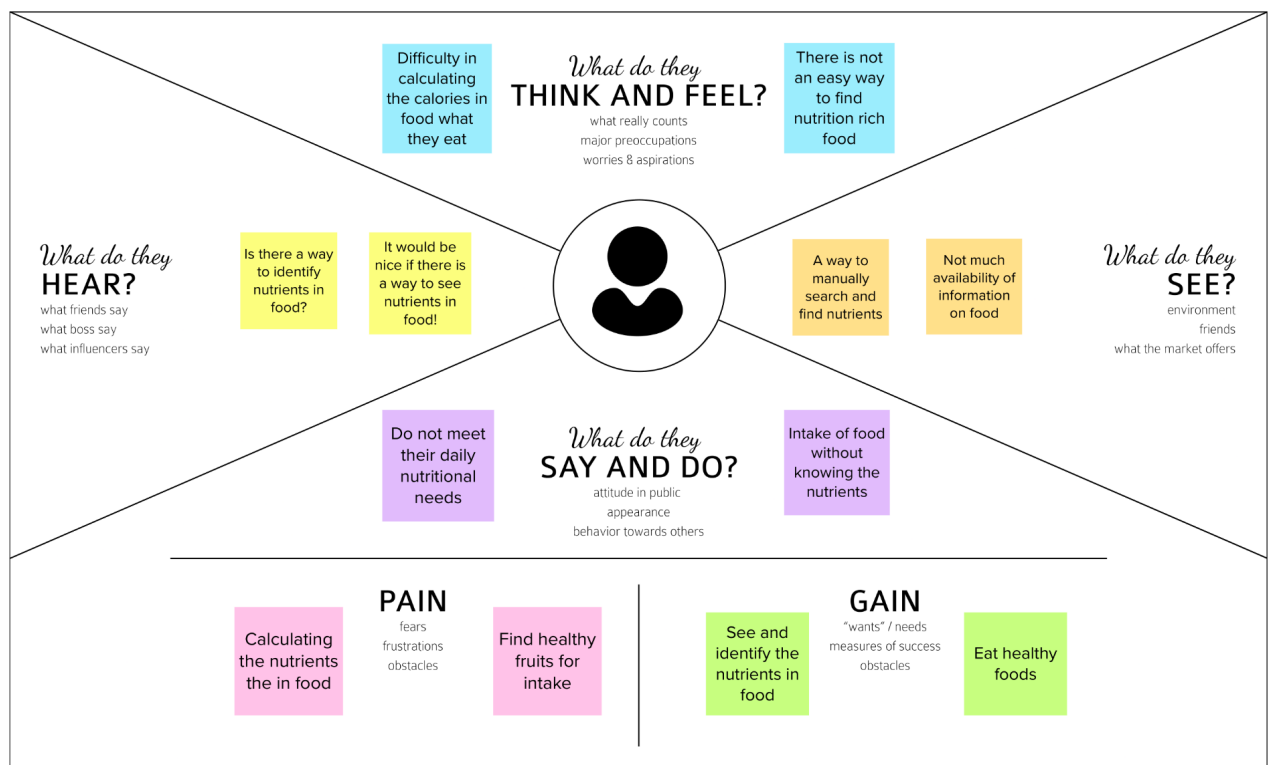 Difficulty in
calculating
the calories in
food what
they eat
What do they
THINK AND FEEL?
what really counts
major preoccupations
worries & aspirations
There is not
an easy way
to find
nutrition rich
food
What do they
HEAR?
what friends say
what boss say
what influencers say
Is there a way
to identify
nutrients in
food?
It would be
nice if there is
a way to see
nutrients in
food!
A way to
manually
search and
find nutrients
Not much
availability of
information
on food
What do they
SEE?
environment
friends
what the market offers
Do not meet
their daily
nutritional
needs
What do they
SAY AND DO?
attitude in public
appearance
behavior towards others
Intake of food
without
knowing the
nutrients
PAIN
fears
frustrations
obstacles
Calculating
the nutrients
the in food
Find healthy
fruits for
intake
GAIN
“wants” / needs
measures of success
obstacles
See and
identify the
nutrients in
food
Eat healthy
foods